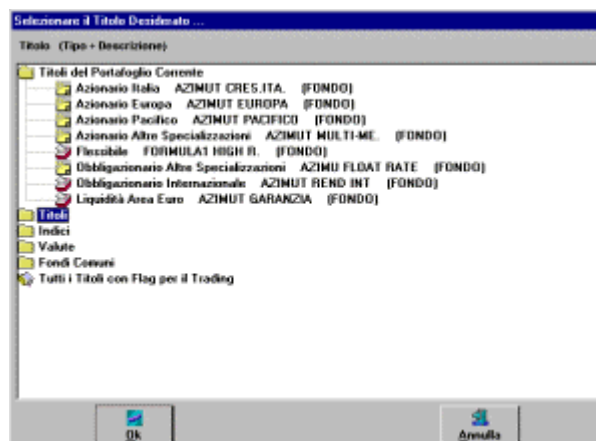 Selezionare il Titolo Desiderato ...
Titolo (Tipo + Descrizione)
Titoli del Portafoglio Corrente
Azionario Italia AZIMUT CRES.ITA. (FONDO)
Azionario Europa AZIMUT EUROPA (FONDO)
Azionario Pacifico AZIMUT PACIFICO (FONDO)
Azionario Altre Specializzazioni AZIMUT MULTI-ME. (FONDO)
Flessibile FORMULA1 HIGH R. (FONDO)
Obbligazionario Altre Specializzazioni AZIMU FLOAT RATE (FONDO)
Obbligazionario Internazionale AZIMUT REND INT (FONDO)
Liquidità Area Euro AZIMUT GARANZIA (FONDO)
Titoli
Indici
Valute
Fondi Comuni
Tutti i Titoli con Flag per il Trading
Ok Annulla